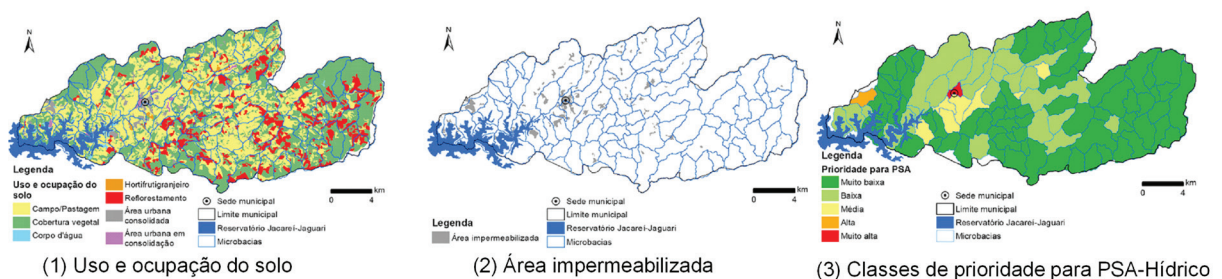 N
Legenda
Uso e ocupação do solo
Campo/Pastagem
Cobertura vegetal
Corpo d'água
Hortifrutigranjeiro
Reflorestamento
Área urbana consolidada
Área urbana em consolidação
Sede municipal
Limite municipal
Reservatório Jacareí-Jaguari
Microbacias
km
0 4
(1) Uso e ocupação do solo
N
Legenda
Área impermeabilizada
Sede municipal
Limite municipal
Reservatório Jacareí-Jaguari
Microbacias
km
0 4
(2) Área impermeabilizada
N
Legenda
Prioridade para PSA
Muito baixa
Baixa
Média
Alta
Muito alta
Sede municipal
Limite municipal
Reservatório Jacareí-Jaguari
Microbacias
km
0 4
(3) Classes de prioridade para PSA-Hídrico